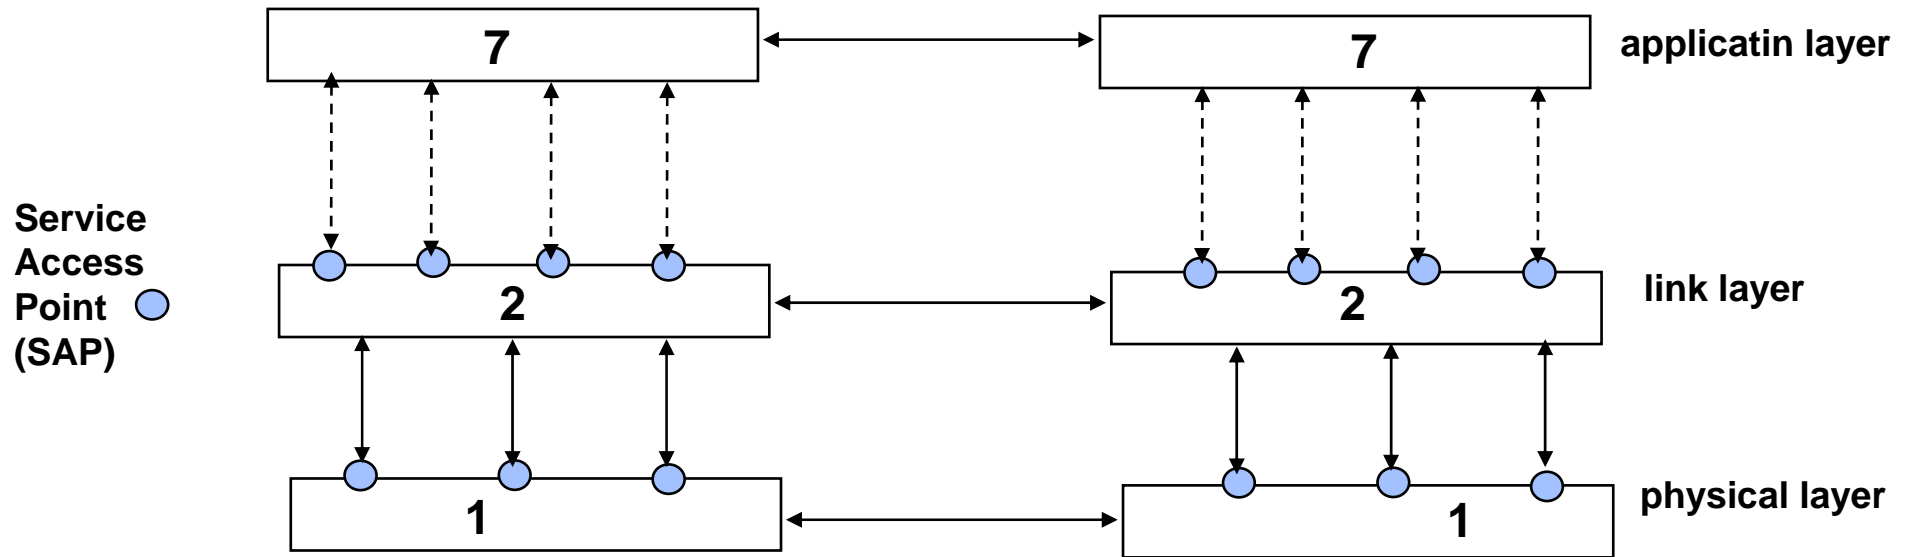 7
7
applicatin layer
Service
Access
Point
(SAP)
2
2
link layer
1
1
physical layer